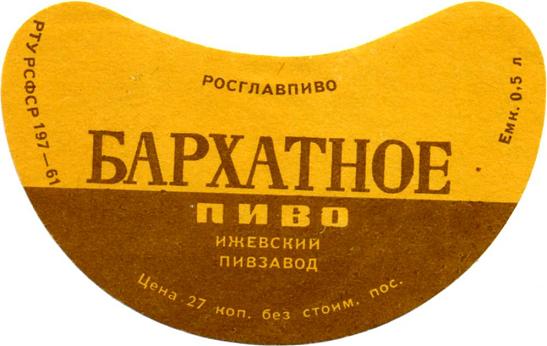 РОСГЛАВПИВО
РТУ РСФСР 197—61
Емк. 0,5 л
БАРХАТНОЕ
ПИВО
ИЖЕВСКИЙ
ПИВЗАВОД
Цена 27 коп. без стоим. пос.